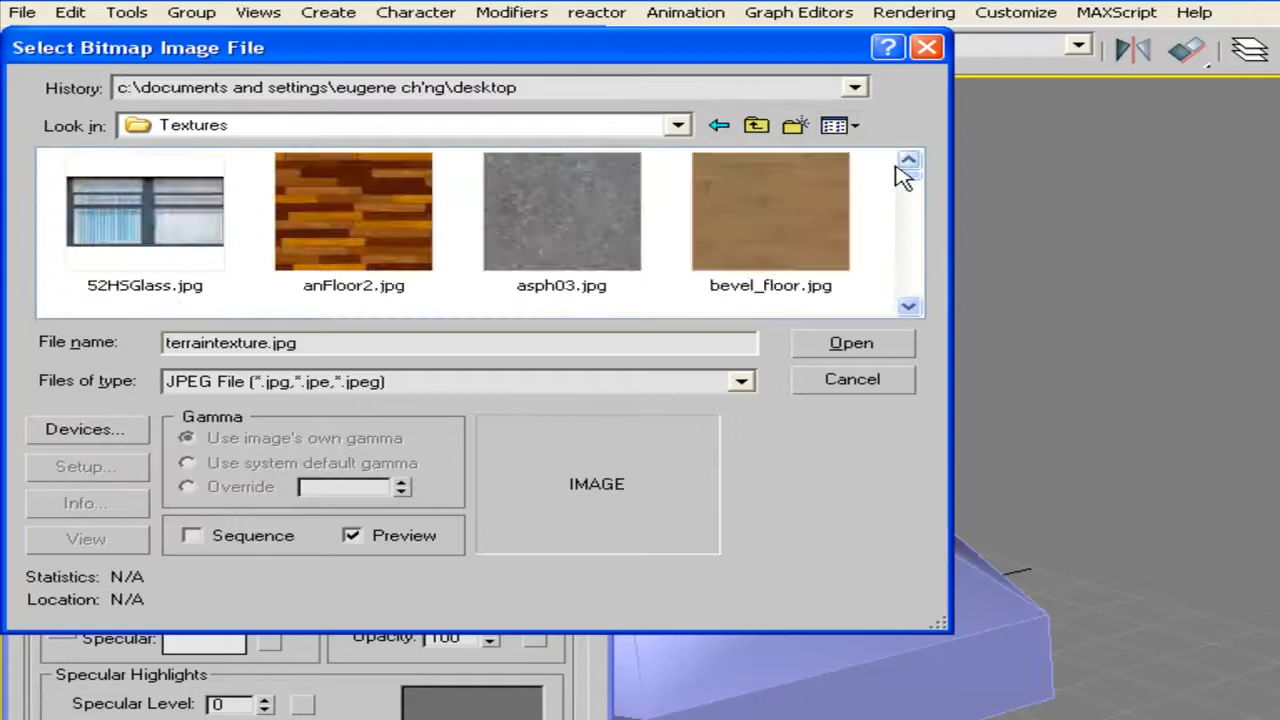 File Edit Tools Group Views Create Character Modifiers reactor Animation Graph Editors Rendering Customize MAXScript Help
Select Bitmap Image File
?
History: c:\documents and settings\eugene ch'ng\desktop
Look in: Textures
52HSGlass.jpg anFloor2.jpg asph03.jpg bevel_floor.jpg
File name: terraintexture.jpg Open
Files of type: JPEG File (*.jpg,*.jpe,*.jpeg) Cancel
Devices...
Setup...
Info...
View
Gamma
Use image's own gamma
Use system default gamma
Override
Sequence Preview
IMAGE
Statistics: N/A
Location: N/A
Specular: Opacity: 100
Specular Highlights
Specular Level: 0